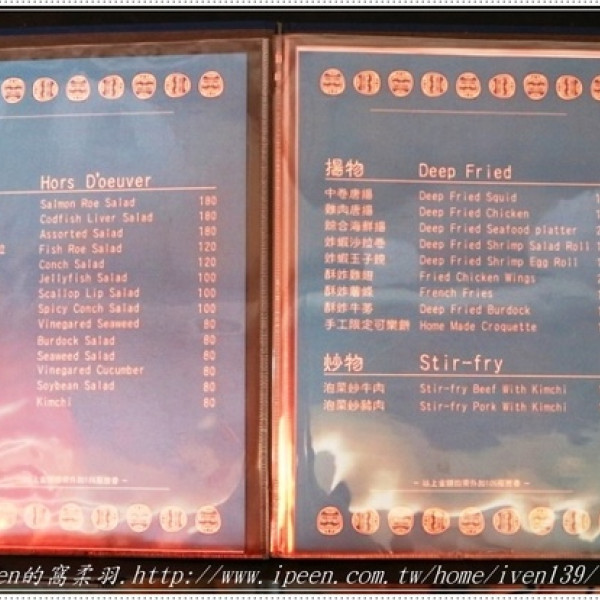 Hors D'oeuver
Salmon Roe Salad 180
Codfish Liver Salad 180
Assorted Salad 180
Fish Roe Salad 120
Conch Salad 120
Jellyfish Salad 100
Scallop Lip Salad 100
Spicy Conch Salad 100
Vinegared Seaweed 80
Burdock Salad 80
Seaweed Salad 80
Vinegared Cucumber 80
Soybean Salad 80
Kimchi 80
揚物 Deep Fried
中卷唐揚 Deep Fried Squid
雞肉唐揚 Deep Fried Chicken
綜合海鮮揚 Deep Fried Seafood platter
炸蝦沙拉卷 Deep Fried Shrimp Salad Roll
炸蝦玉子燒 Deep Fried Shrimp Egg Roll
酥炸雞翅 Fried Chicken Wings
酥炸薯條 French Fries
酥炸牛蒡 Deep Fried Burdock
手工限定可樂餅 Home Made Croquette
炒物 Stir-fry
泡菜炒牛肉 Stir-fry Beef With Kimchi
泡菜炒豬肉 Stir-fry Pork With Kimchi
en的窩柔羽.http://www.ipeen.com.tw/home/iven139/